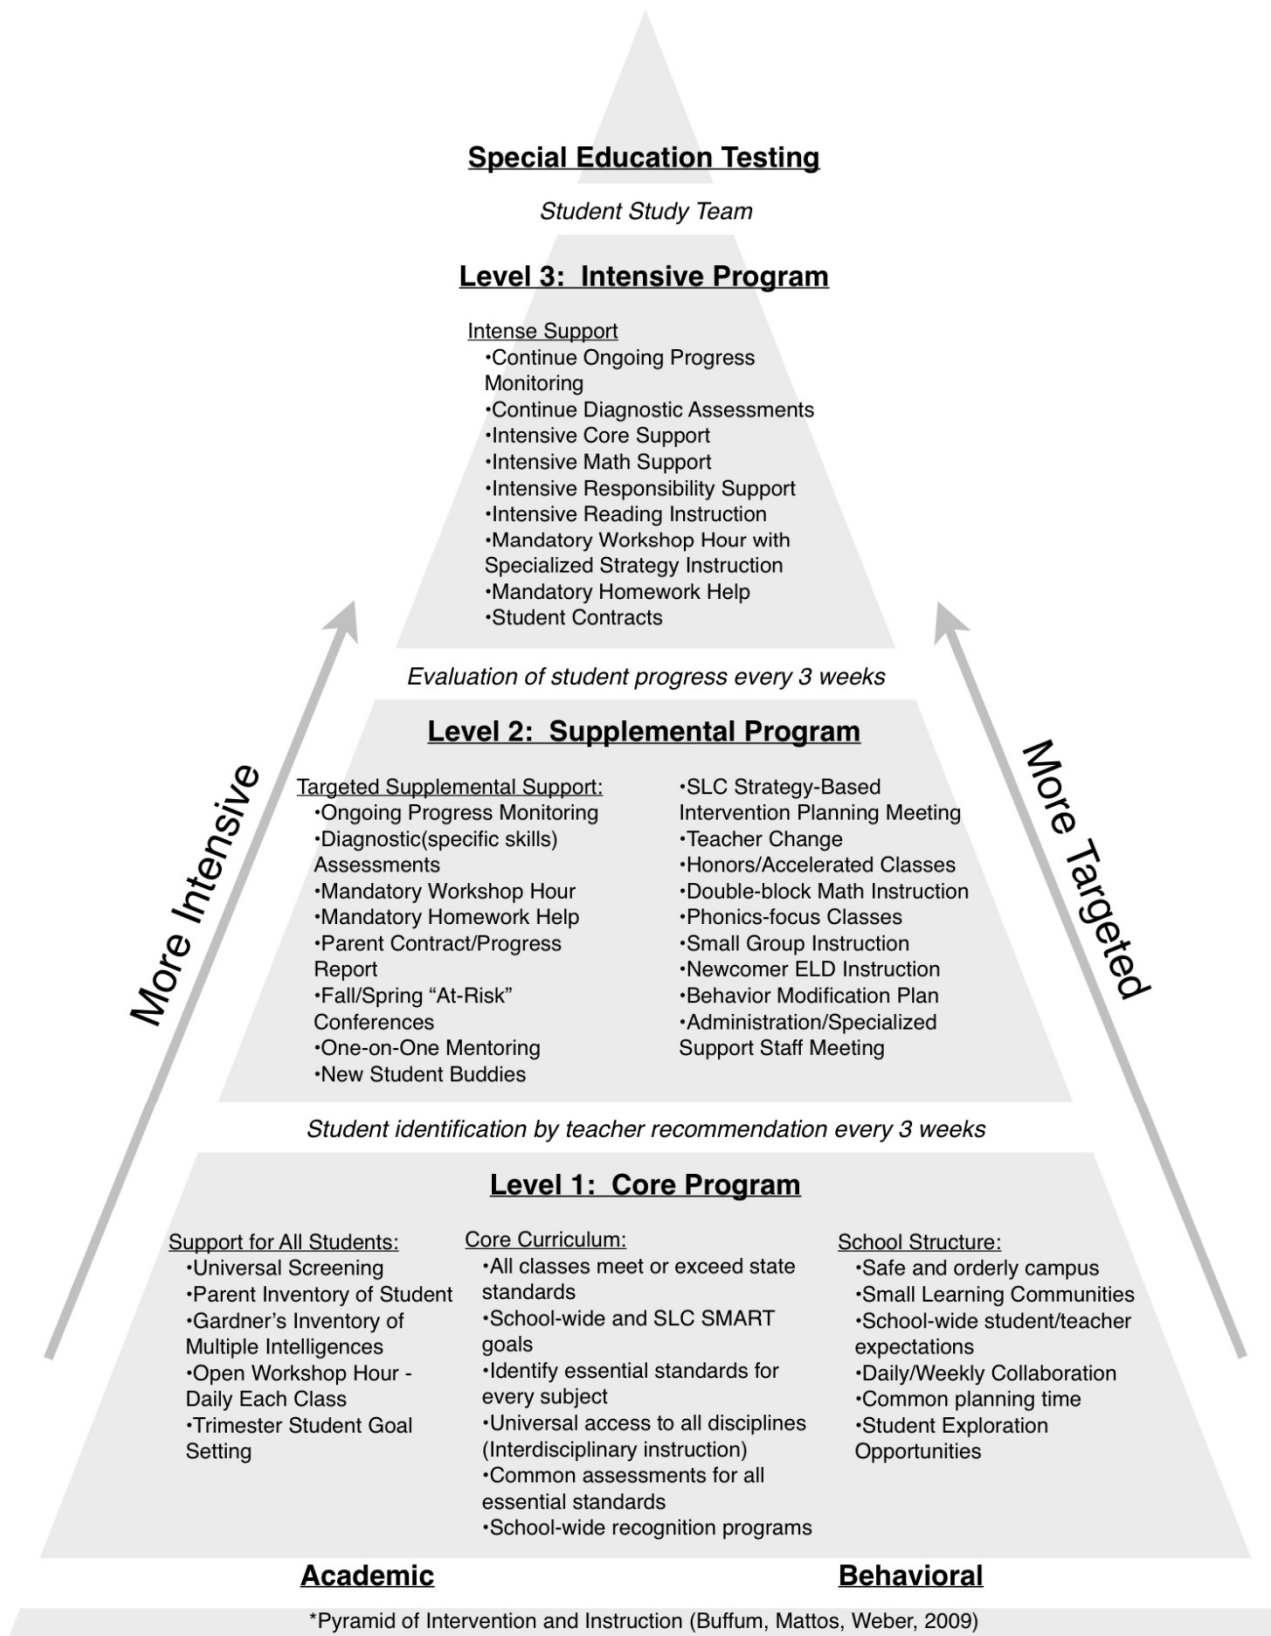 Special Education Testing
Student Study Team
Level 3:  Intensive Program
Intense Support
•Continue Ongoing Progress
Monitoring
•Continue Diagnostic Assessments
•Intensive Core Support
•Intensive Math Support
•Intensive Responsibility Support
•Intensive Reading Instruction
•Mandatory Workshop Hour with
Specialized Strategy Instruction
•Mandatory Homework Help
•Student Contracts
Evaluation of student progress every 3 weeks
More Intensive
More Targeted
Level 2:  Supplemental Program
Targeted Supplemental Support:
•Ongoing Progress Monitoring
•Diagnostic(specific skills)
Assessments
•Mandatory Workshop Hour
•Mandatory Homework Help
•Parent Contract/Progress
Report
•Fall/Spring “At-Risk”
Conferences
•One-on-One Mentoring
•New Student Buddies
•SLC Strategy-Based
Intervention Planning Meeting
•Teacher Change
•Honors/Accelerated Classes
•Double-block Math Instruction
•Phonics-focus Classes
•Small Group Instruction
•Newcomer ELD Instruction
•Behavior Modification Plan
•Administration/Specialized
Support Staff Meeting
Student identification by teacher recommendation every 3 weeks
Level 1:  Core Program
Support for All Students:
•Universal Screening
•Parent Inventory of Student
•Gardner’s Inventory of
Multiple Intelligences
•Open Workshop Hour -
Daily Each Class
•Trimester Student Goal
Setting
Core Curriculum:
•All classes meet or exceed state
standards
•School-wide and SLC SMART
goals
•Identify essential standards for
every subject
•Universal access to all disciplines
(Interdisciplinary instruction)
•Common assessments for all
essential standards
•School-wide recognition programs
School Structure:
•Safe and orderly campus
•Small Learning Communities
•School-wide student/teacher
expectations
•Daily/Weekly Collaboration
•Common planning time
•Student Exploration
Opportunities
Academic
Behavioral
*Pyramid of Intervention and Instruction (Buffum, Mattos, Weber, 2009)